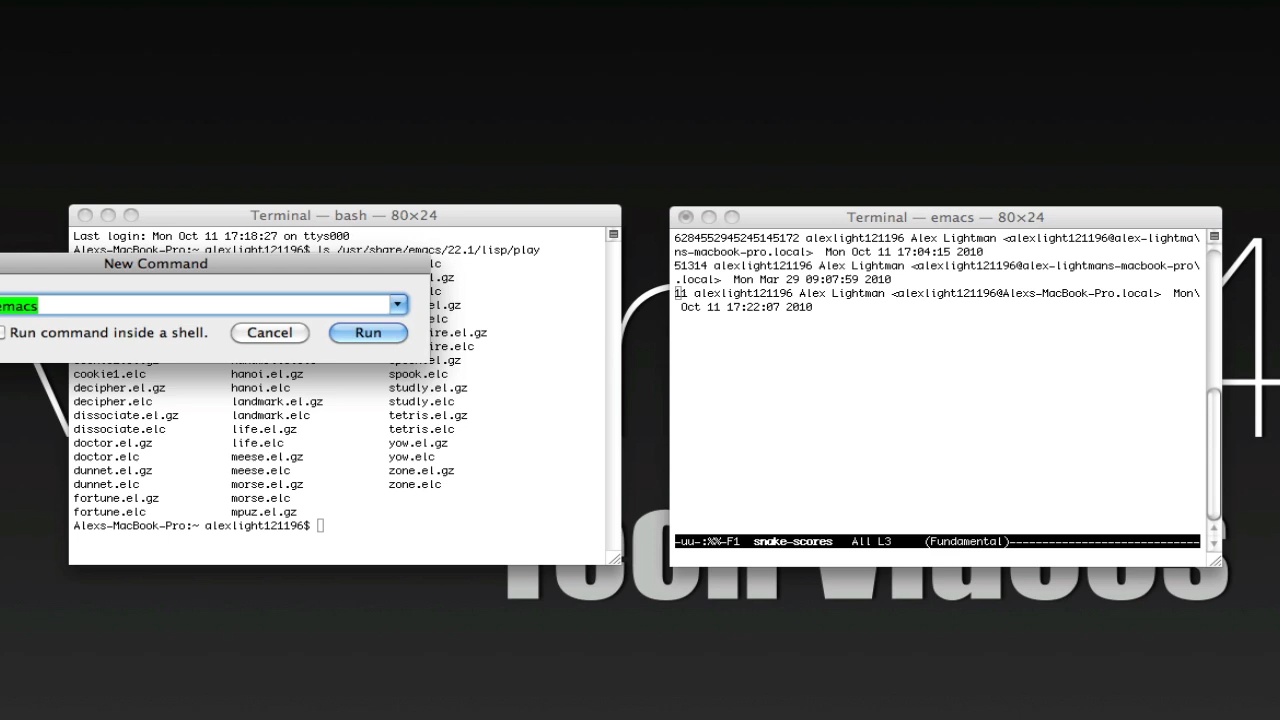 Terminal — bash — 80×24
Last login: Mon Oct 11 17:18:27 on ttys000
Alexs-MacBook-Pro:~ alexlight121196$ ls /usr/share/emacs/22.1/lisp/play
New Command
emacs
Run command inside a shell.
Cancel
Run
cookie1.elc hanoi.el.gz spook.elc
decipher.el.gz hanoi.elc studly.el.gz
decipher.elc landmark.el.gz studly.elc
dissociate.el.gz landmark.elc tetris.el.gz
dissociate.elc life.el.gz tetris.elc
doctor.el.gz life.elc yow.el.gz
doctor.elc meese.el.gz yow.elc
dunnet.el.gz meese.elc zone.el.gz
dunnet.elc morse.el.gz zone.elc
fortune.el.gz morse.elc
fortune.elc mpuz.el.gz
Alexs-MacBook-Pro:~ alexlight121196$
Terminal — emacs — 80×24
6284552945245145172 alexlight121196 Alex Lightman <alexlight121196@alex-lightma\
ns-macbook-pro.local> Mon Oct 11 17:04:15 2010
51314 alexlight121196 Alex Lightman <alexlight121196@alex-lightmans-macbook-pro\
.local> Mon Mar 29 09:07:59 2010
11 alexlight121196 Alex Lightman <alexlight121196@Alexs-MacBook-Pro.local> Mon\
Oct 11 17:22:07 2010
-uu-:%%-F1 snake-scores All L3 (Fundamental)----------------------------
Tech Videos